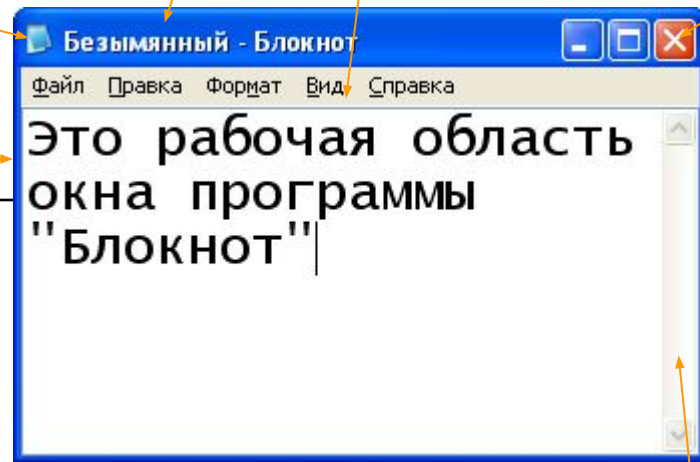 Безымянный - Блокнот
Файл Правка Формат Вид Справка
Это рабочая область
окна программы
"Блокнот"